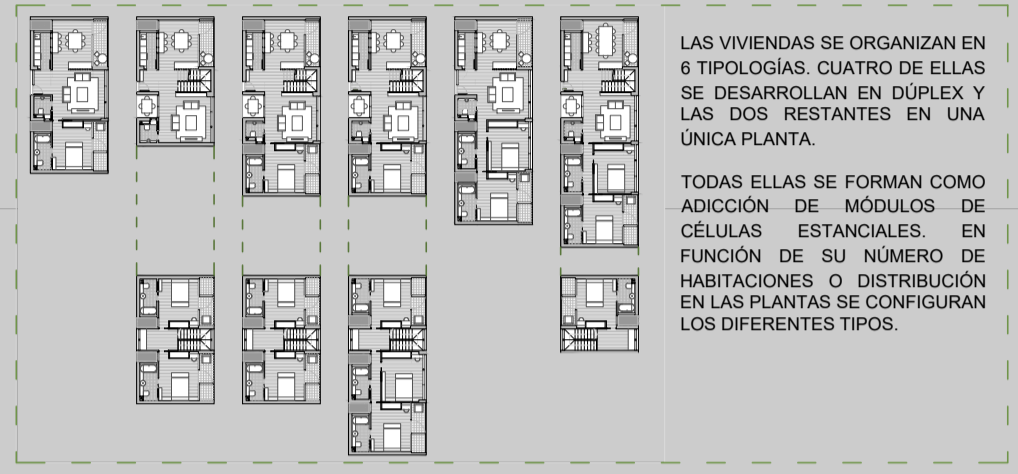 LAS VIVIENDAS SE ORGANIZAN EN
6 TIPOLOGÍAS. CUATRO DE ELLAS
SE DESARROLLAN EN DÚPLEX Y
LAS DOS RESTANTES EN UNA
ÚNICA PLANTA.
TODAS ELLAS SE FORMAN COMO
ADICCIÓN DE MÓDULOS DE
CÉLULAS ESTANCIALES. EN
FUNCIÓN DE SU NÚMERO DE
HABITACIONES O DISTRIBUCIÓN
EN LAS PLANTAS SE CONFIGURAN
LOS DIFERENTES TIPOS.